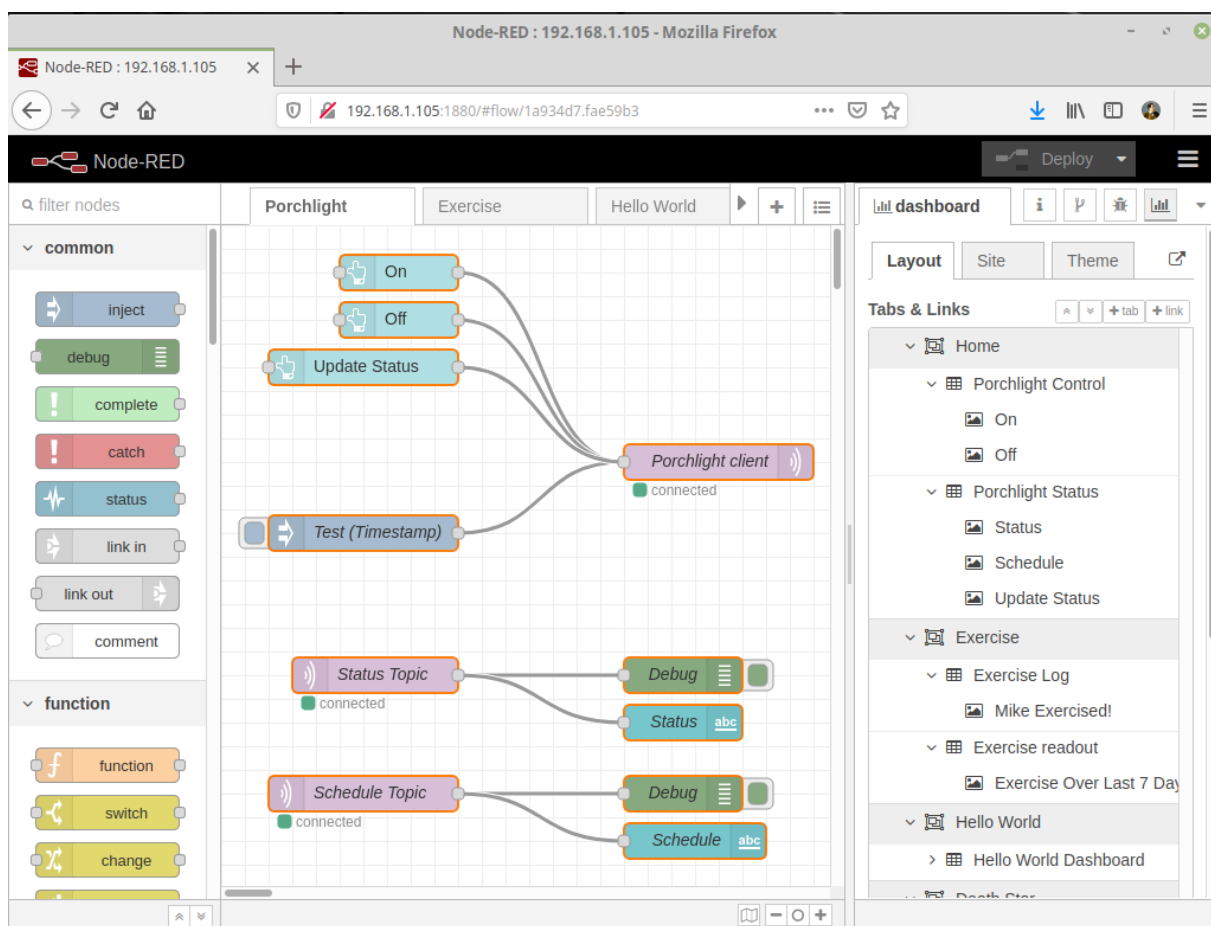 Node-RED : 192.168.1.105 - Mozilla Firefox
Node-RED : 192.168.1.105
192.168.1.105:1880/#flow/1a934d7.fae59b3
Node-RED
Deploy
filter nodes
common
inject
debug
complete
catch
status
link in
link out
comment
function
function
switch
change
Porchlight
Exercise
Hello World
On
Off
Update Status
Porchlight client
connected
Test (Timestamp)
Status Topic
connected
Debug
Status
abc
Schedule Topic
connected
Debug
Schedule
abc
dashboard
i
Layout
Site
Theme
Tabs & Links
+ tab
+ link
Home
Porchlight Control
On
Off
Porchlight Status
Status
Schedule
Update Status
Exercise
Exercise Log
Mike Exercised!
Exercise readout
Exercise Over Last 7 Day
Hello World
Hello World Dashboard
Death Star